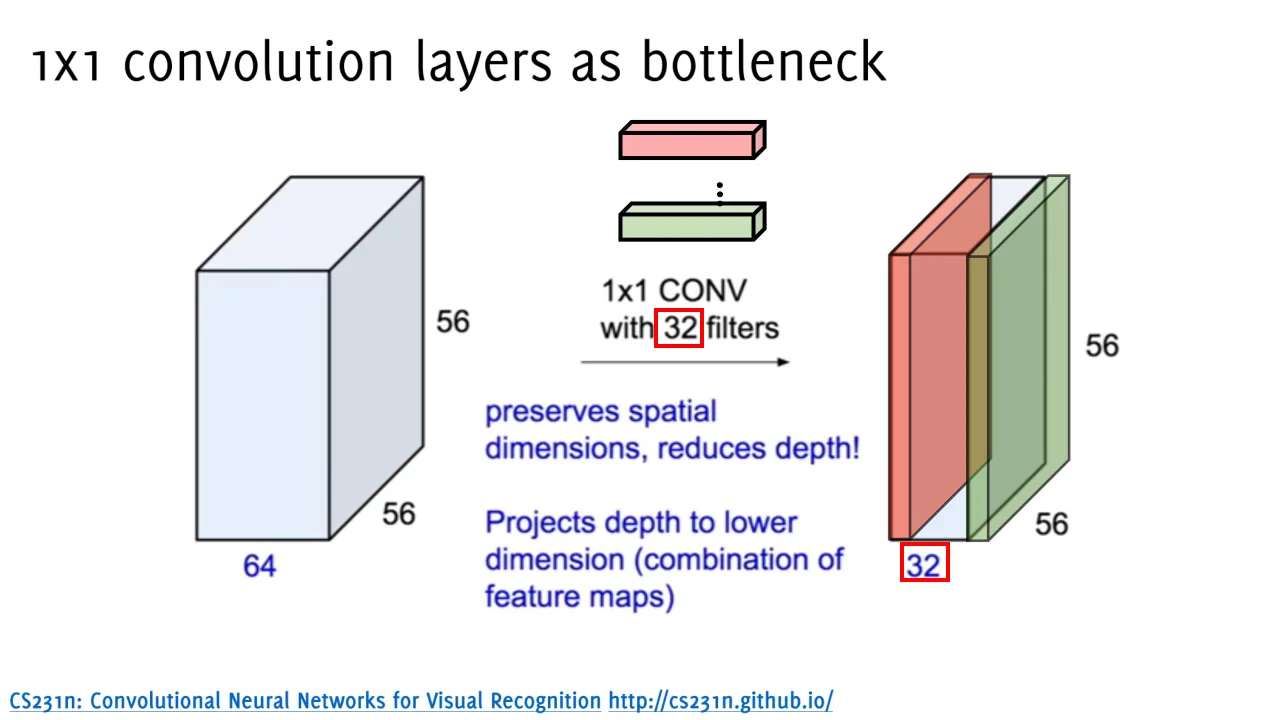 1x1 convolution layers as bottleneck
1x1 CONV
with 32 filters
56
56
64
preserves spatial
dimensions, reduces depth!
Projects depth to lower
dimension (combination of
feature maps)
56
56
32
CS231n: Convolutional Neural Networks for Visual Recognition http://cs231n.github.io/